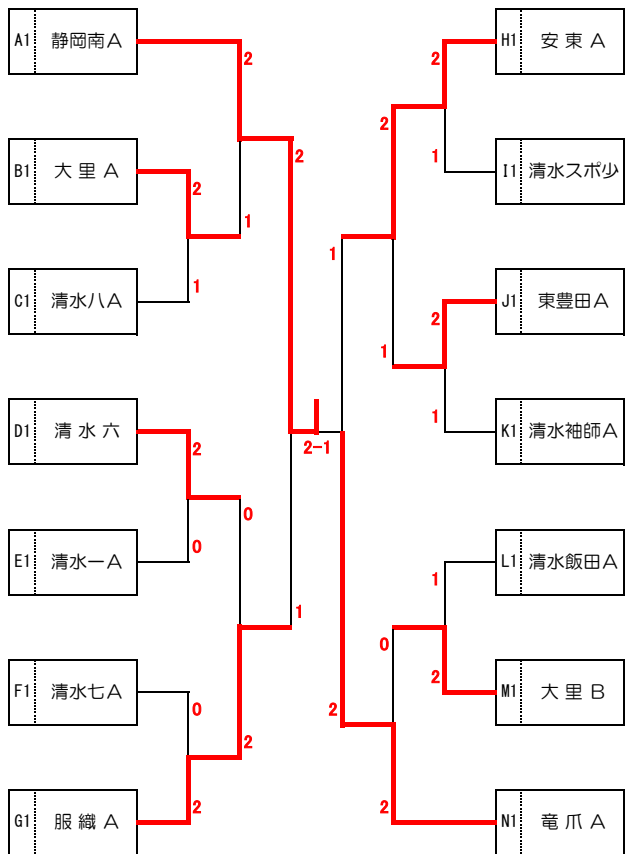 A1 静岡南A
2
B1 大里A
2
1
2
C1 清水八A
1
D1 清水六
2
0
E1 清水一A
0
F1 清水七A
0
1
2
G1 服織A
2
2-1
H1 安東A
2
2
I1 清水スポ少
1
1
J1 東豊田A
2
1
K1 清水袖師A
1
L1 清水飯田A
1
0
M1 大里B
2
2
N1 竜爪A
2